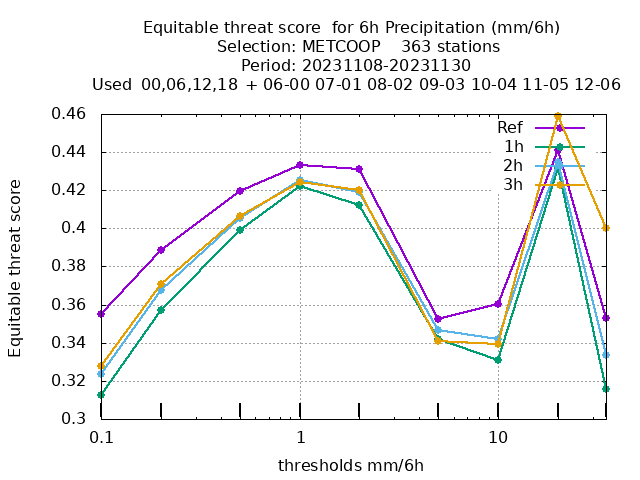 Equitable threat score  for 6h Precipitation (mm/6h)
Selection: METCOOP    363 stations
Period: 20231108-20231130
Used  00,06,12,18  + 06-00 07-01 08-02 09-03 10-04 11-05 12-06
Equitable threat score
0.46
0.44
0.42
0.4
0.38
0.36
0.34
0.32
0.3
Ref
1h
2h
3h
0.1
1
10
thresholds mm/6h